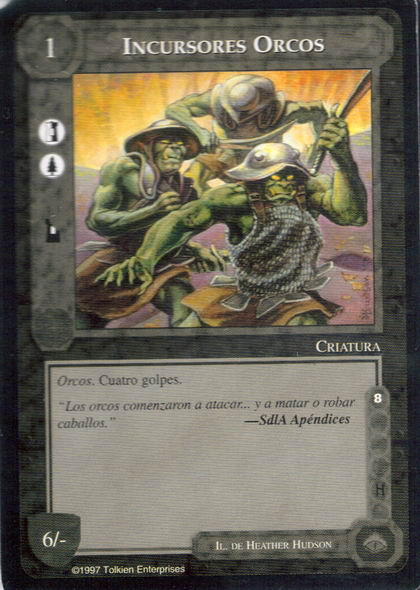 1
INCURSORES ORCOS
CRIATURA
Orcos. Cuatro golpes.
"Los orcos comenzaron a atacar... y a matar o robar
caballos."
—SdlA Apéndices
8
H
6/-
IL. DE HEATHER HUDSON
©1997 Tolkien Enterprises